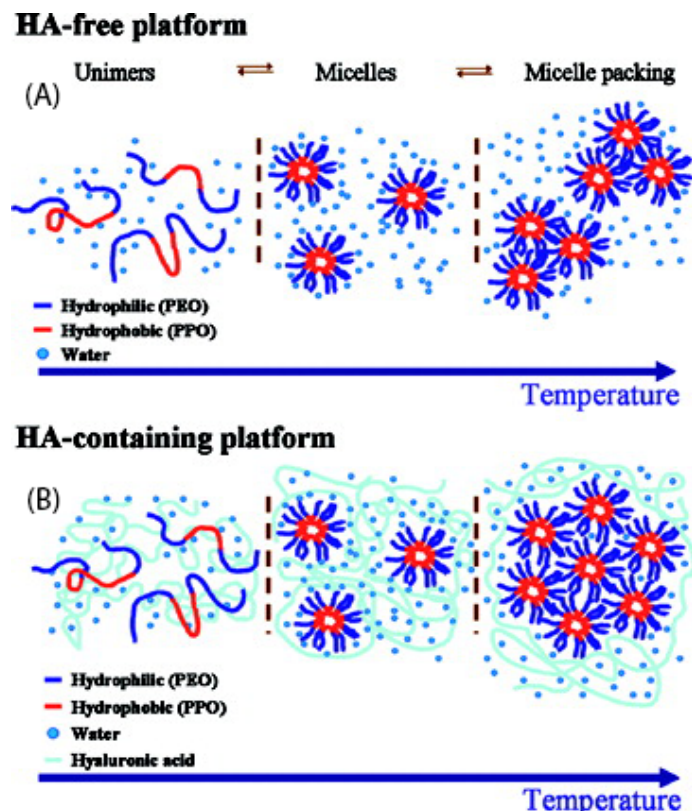 HA-free platform
Unimers ⇌ Micelles ⇌ Micelle packing
(A)
Hydrophilic (PEO)
Hydrophobic (PPO)
Water
Temperature
HA-containing platform
(B)
Hydrophilic (PEO)
Hydrophobic (PPO)
Water
Hyaluronic acid
Temperature